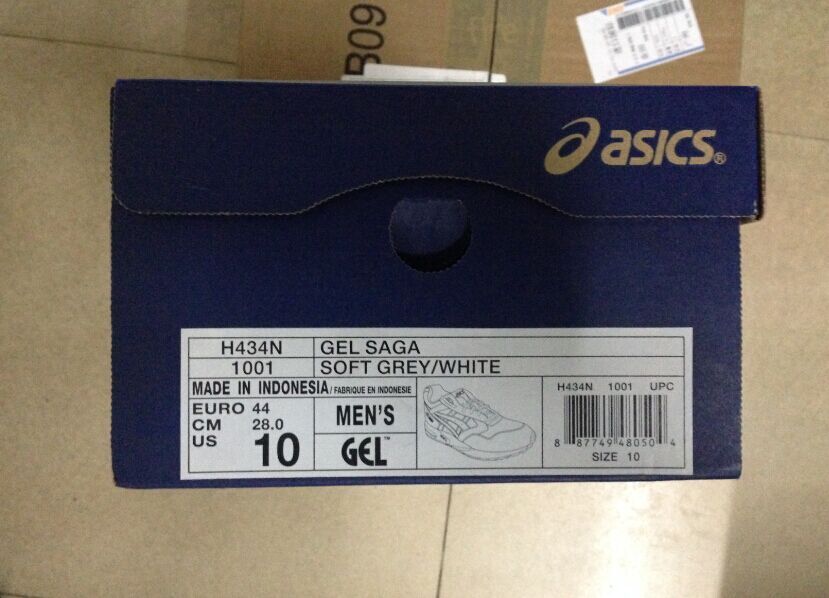 B09
asics®
H434N GEL SAGA
1001 SOFT GREY/WHITE
MADE IN INDONESIA / FABRIQUE EN INDONESIE
EURO 44
CM 28.0
US 10
MEN'S
GEL™
H434N 1001 UPC
8 87749 48050 4
SIZE 10